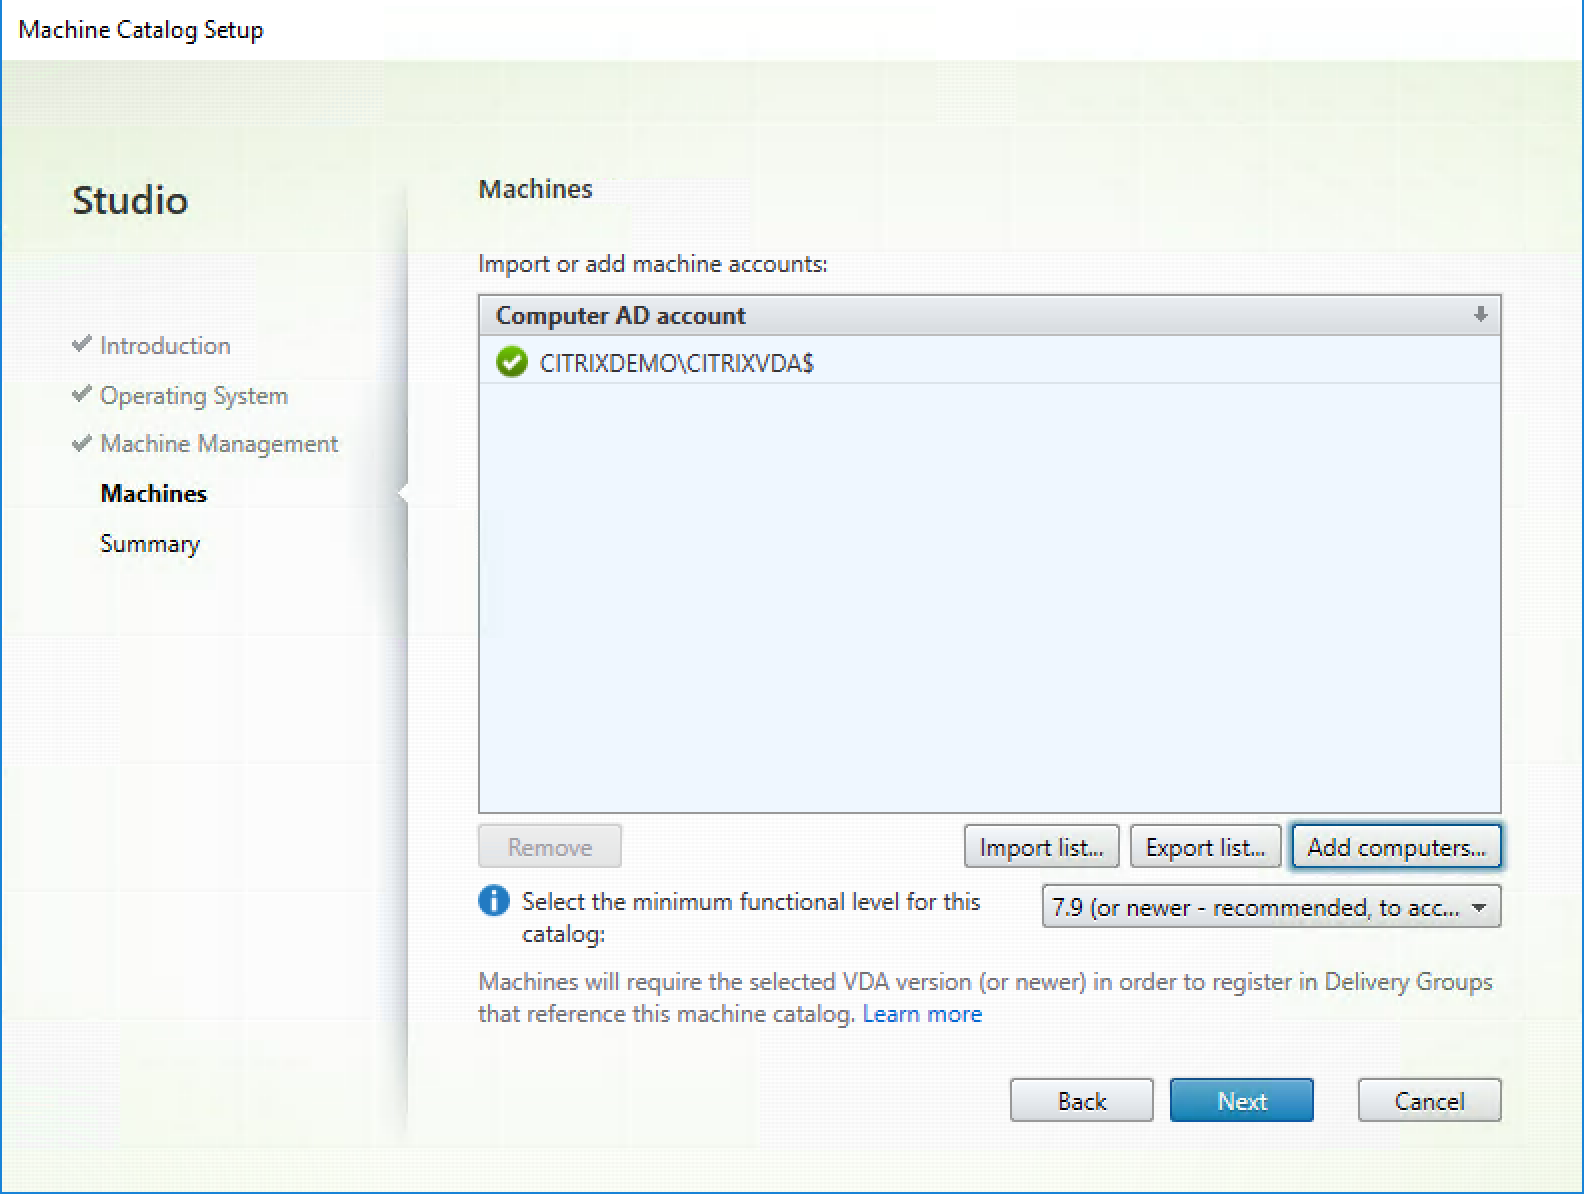 Machine Catalog Setup
Studio
Introduction
Operating System
Machine Management
Machines
Summary
Machines
Import or add machine accounts:
Computer AD account
CITRIXDEMO\CITRIXVDA$
Remove
Import list...
Export list...
Add computers...
Select the minimum functional level for this
catalog:
7.9 (or newer - recommended, to acc...
Machines will require the selected VDA version (or newer) in order to register in Delivery Groups
that reference this machine catalog. Learn more
Back
Next
Cancel